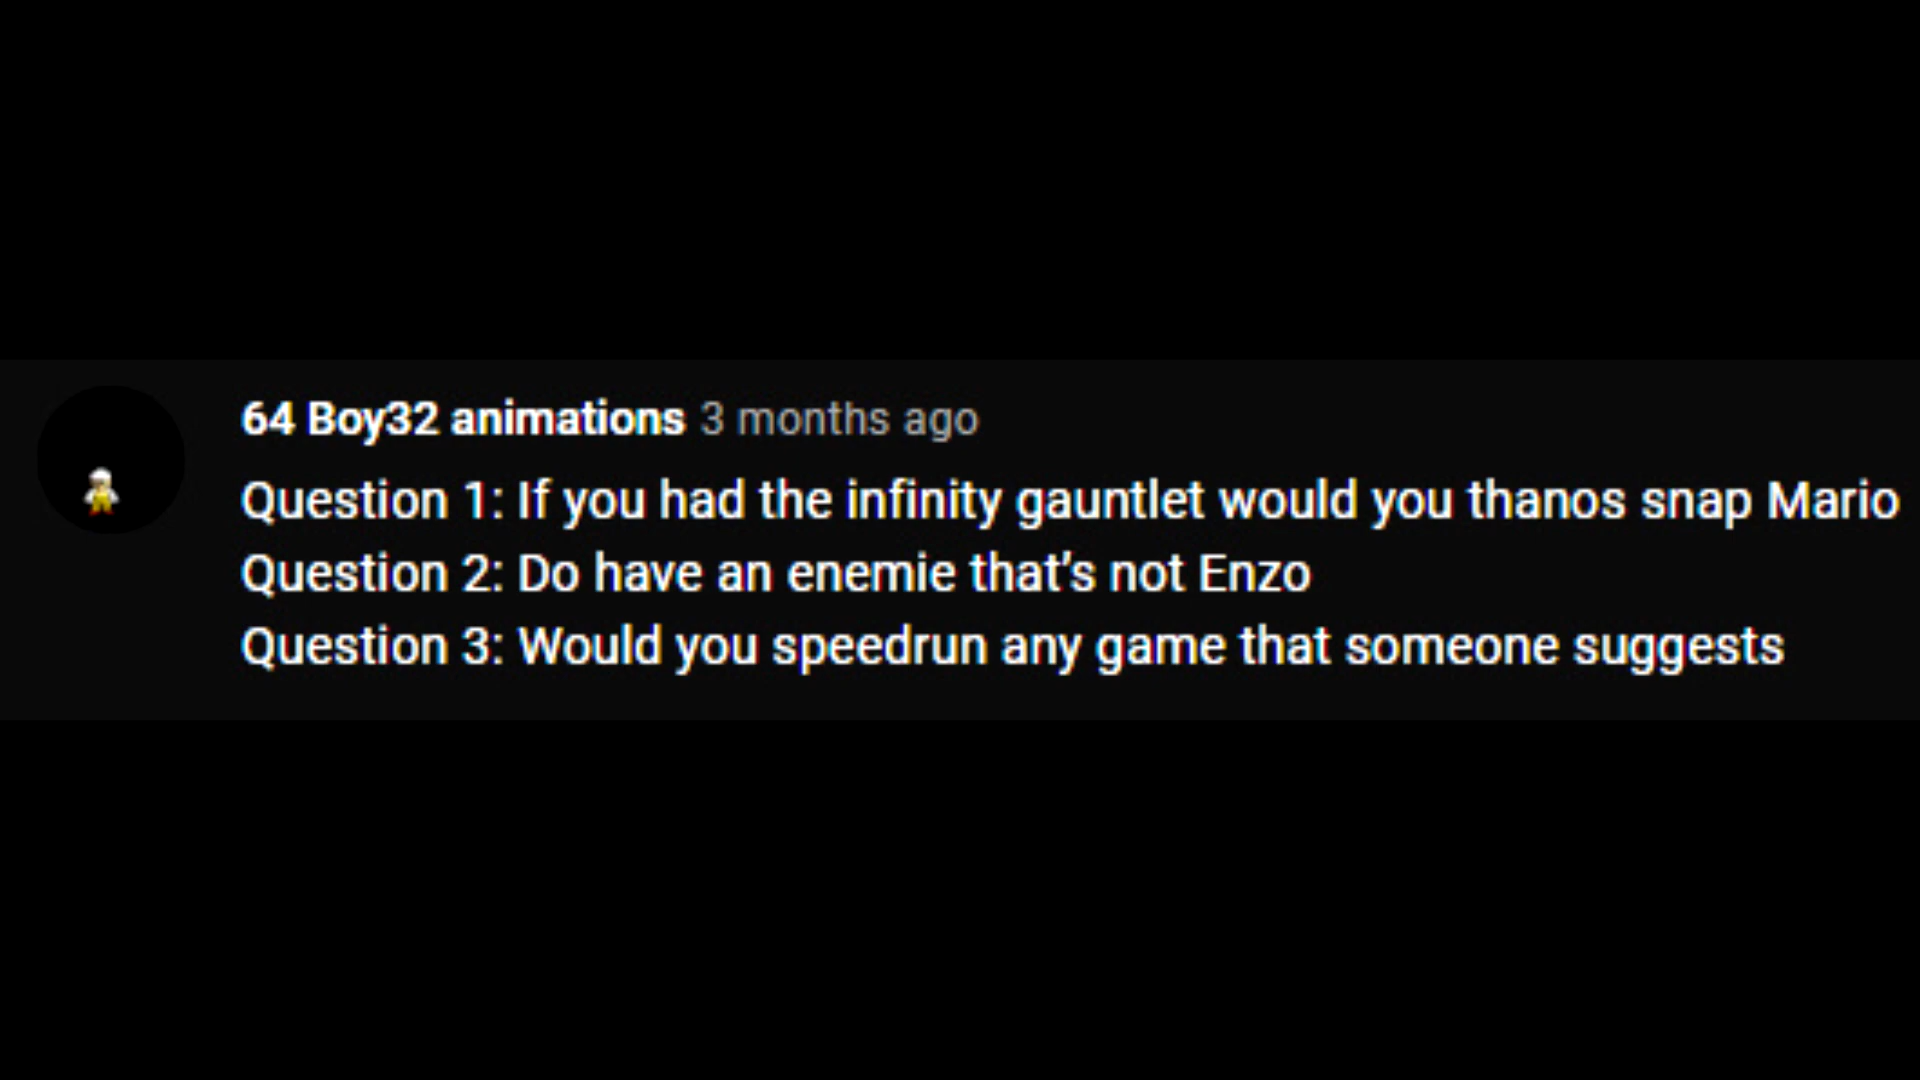 64 Boy32 animations 3 months ago
Question 1: If you had the infinity gauntlet would you thanos snap Mario
Question 2: Do have an enemie that's not Enzo
Question 3: Would you speedrun any game that someone suggests